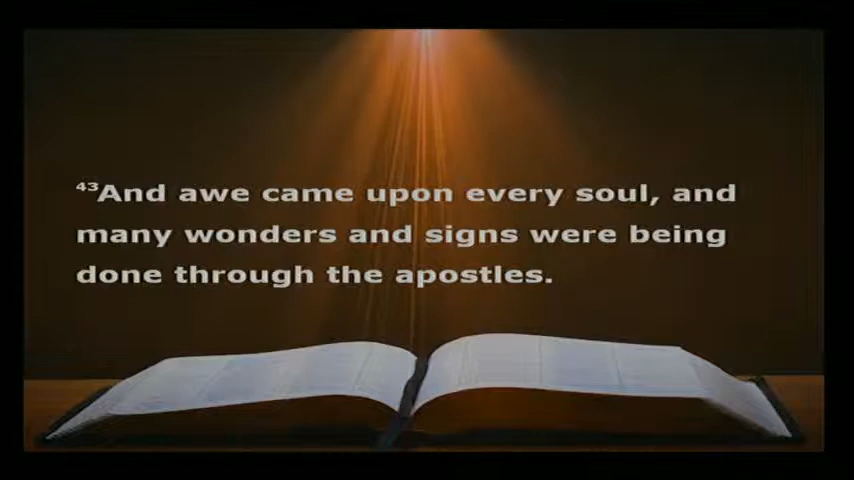 43And awe came upon every soul, and
many wonders and signs were being
done through the apostles.